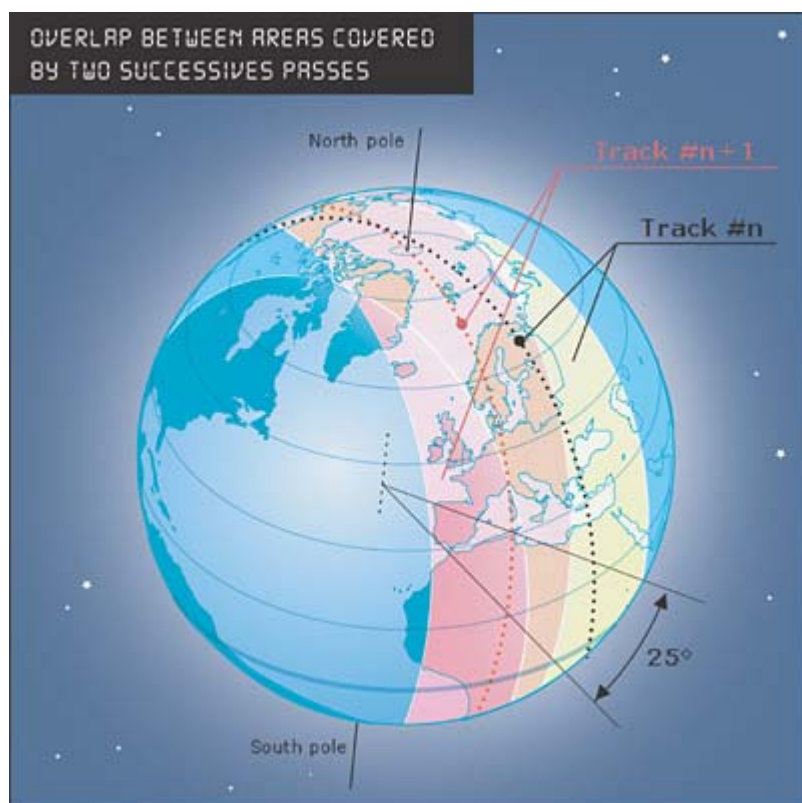 OVERLAP BETWEEN AREAS COVERED
BY TWO SUCCESSIVES PASSES
North pole
Track #n+1
Track #n
25°
South pole